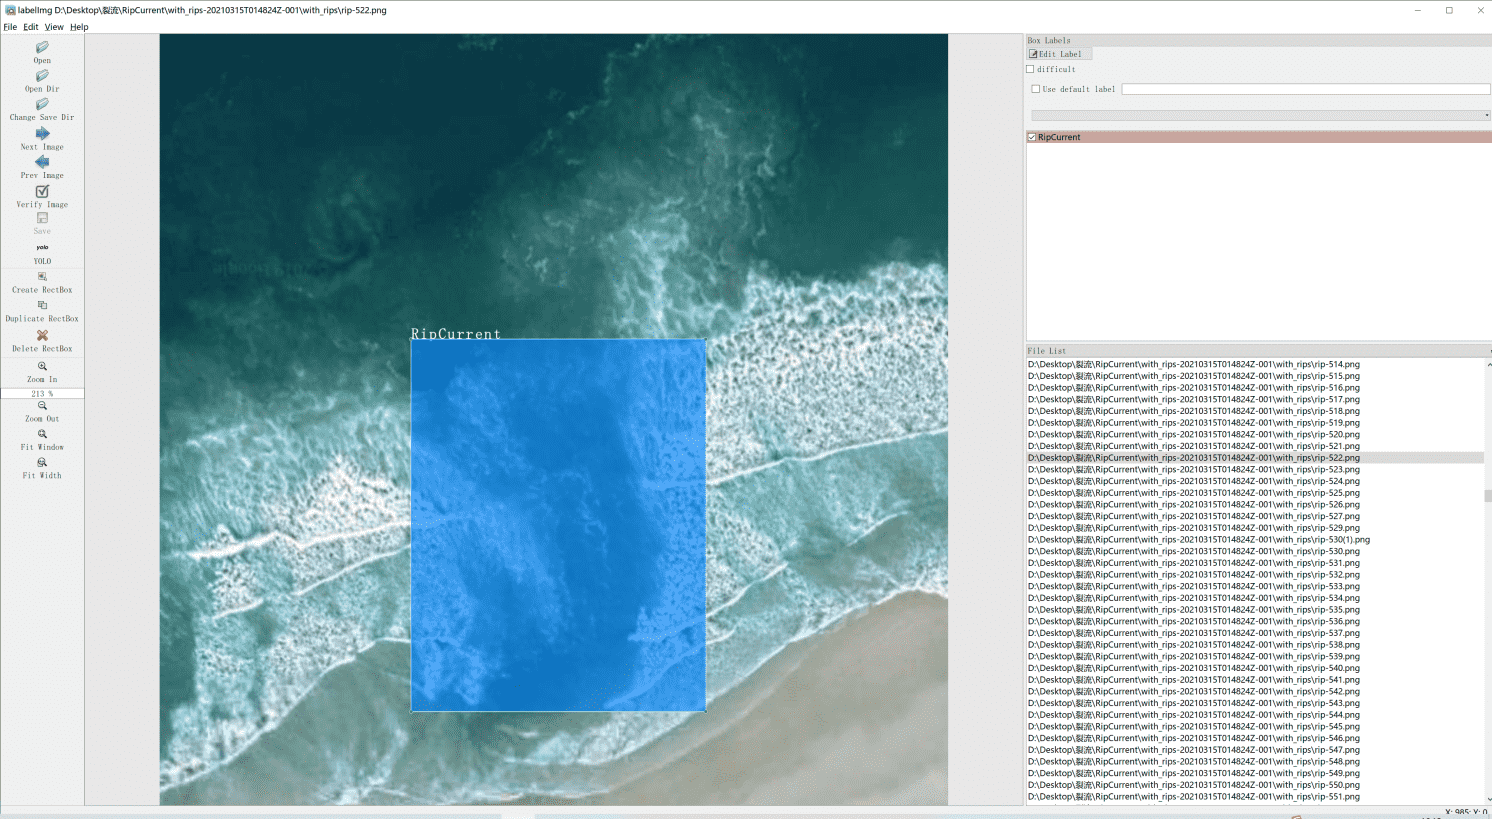 labelImg D:\Desktop\裂流\RipCurrent\with_rips-20210315T014824Z-001\with_rips\rip-522.png
File Edit View Help
Open
Open Dir
Change Save Dir
Next Image
Prev Image
Verify Image
Save
yolo
YOLO
Create RectBox
Duplicate RectBox
Delete RectBox
Zoom In
213 %
Zoom Out
Fit Window
Fit Width
RipCurrent
Box Labels
Edit Label
difficult
Use default label
RipCurrent
File List
D:\Desktop\裂流\RipCurrent\with_rips-20210315T014824Z-001\with_rips\rip-514.png
D:\Desktop\裂流\RipCurrent\with_rips-20210315T014824Z-001\with_rips\rip-515.png
D:\Desktop\裂流\RipCurrent\with_rips-20210315T014824Z-001\with_rips\rip-516.png
D:\Desktop\裂流\RipCurrent\with_rips-20210315T014824Z-001\with_rips\rip-517.png
D:\Desktop\裂流\RipCurrent\with_rips-20210315T014824Z-001\with_rips\rip-518.png
D:\Desktop\裂流\RipCurrent\with_rips-20210315T014824Z-001\with_rips\rip-519.png
D:\Desktop\裂流\RipCurrent\with_rips-20210315T014824Z-001\with_rips\rip-520.png
D:\Desktop\裂流\RipCurrent\with_rips-20210315T014824Z-001\with_rips\rip-521.png
D:\Desktop\裂流\RipCurrent\with_rips-20210315T014824Z-001\with_rips\rip-522.png
D:\Desktop\裂流\RipCurrent\with_rips-20210315T014824Z-001\with_rips\rip-523.png
D:\Desktop\裂流\RipCurrent\with_rips-20210315T014824Z-001\with_rips\rip-524.png
D:\Desktop\裂流\RipCurrent\with_rips-20210315T014824Z-001\with_rips\rip-525.png
D:\Desktop\裂流\RipCurrent\with_rips-20210315T014824Z-001\with_rips\rip-526.png
D:\Desktop\裂流\RipCurrent\with_rips-20210315T014824Z-001\with_rips\rip-527.png
D:\Desktop\裂流\RipCurrent\with_rips-20210315T014824Z-001\with_rips\rip-529.png
D:\Desktop\裂流\RipCurrent\with_rips-20210315T014824Z-001\with_rips\rip-530(1).png
D:\Desktop\裂流\RipCurrent\with_rips-20210315T014824Z-001\with_rips\rip-530.png
D:\Desktop\裂流\RipCurrent\with_rips-20210315T014824Z-001\with_rips\rip-531.png
D:\Desktop\裂流\RipCurrent\with_rips-20210315T014824Z-001\with_rips\rip-532.png
D:\Desktop\裂流\RipCurrent\with_rips-20210315T014824Z-001\with_rips\rip-533.png
D:\Desktop\裂流\RipCurrent\with_rips-20210315T014824Z-001\with_rips\rip-534.png
D:\Desktop\裂流\RipCurrent\with_rips-20210315T014824Z-001\with_rips\rip-535.png
D:\Desktop\裂流\RipCurrent\with_rips-20210315T014824Z-001\with_rips\rip-536.png
D:\Desktop\裂流\RipCurrent\with_rips-20210315T014824Z-001\with_rips\rip-537.png
D:\Desktop\裂流\RipCurrent\with_rips-20210315T014824Z-001\with_rips\rip-538.png
D:\Desktop\裂流\RipCurrent\with_rips-20210315T014824Z-001\with_rips\rip-539.png
D:\Desktop\裂流\RipCurrent\with_rips-20210315T014824Z-001\with_rips\rip-540.png
D:\Desktop\裂流\RipCurrent\with_rips-20210315T014824Z-001\with_rips\rip-541.png
D:\Desktop\裂流\RipCurrent\with_rips-20210315T014824Z-001\with_rips\rip-542.png
D:\Desktop\裂流\RipCurrent\with_rips-20210315T014824Z-001\with_rips\rip-543.png
D:\Desktop\裂流\RipCurrent\with_rips-20210315T014824Z-001\with_rips\rip-544.png
D:\Desktop\裂流\RipCurrent\with_rips-20210315T014824Z-001\with_rips\rip-545.png
D:\Desktop\裂流\RipCurrent\with_rips-20210315T014824Z-001\with_rips\rip-546.png
D:\Desktop\裂流\RipCurrent\with_rips-20210315T014824Z-001\with_rips\rip-547.png
D:\Desktop\裂流\RipCurrent\with_rips-20210315T014824Z-001\with_rips\rip-548.png
D:\Desktop\裂流\RipCurrent\with_rips-20210315T014824Z-001\with_rips\rip-549.png
D:\Desktop\裂流\RipCurrent\with_rips-20210315T014824Z-001\with_rips\rip-550.png
D:\Desktop\裂流\RipCurrent\with_rips-20210315T014824Z-001\with_rips\rip-551.png
X: 985; Y: 0